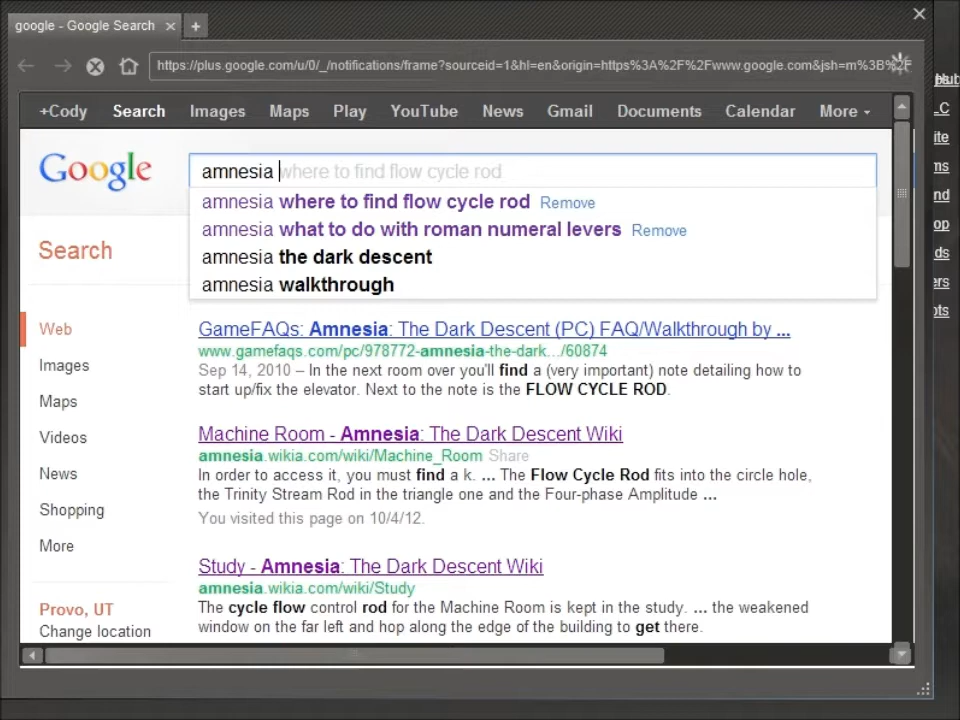 google - Google Search
https://plus.google.com/u/0/_/notifications/frame?sourceid=1&hl=en&origin=https%3A%2F%2Fwww.google.com&jsh=m%3B%2F
+Cody Search Images Maps Play YouTube News Gmail Documents Calendar More
Google
amnesia where to find flow cycle rod
amnesia where to find flow cycle rod Remove
amnesia what to do with roman numeral levers Remove
amnesia the dark descent
amnesia walkthrough
Search
Web
Images
Maps
Videos
News
Shopping
More
Provo, UT
Change location
GameFAQs: Amnesia: The Dark Descent (PC) FAQ/Walkthrough by ...
www.gamefaqs.com/pc/978772-amnesia-the-dark.../60874
Sep 14, 2010 – In the next room over you'll find a (very important) note detailing how to
start up/fix the elevator. Next to the note is the FLOW CYCLE ROD.
Machine Room - Amnesia: The Dark Descent Wiki
amnesia.wikia.com/wiki/Machine_Room Share
In order to access it, you must find a k. ... The Flow Cycle Rod fits into the circle hole,
the Trinity Stream Rod in the triangle one and the Four-phase Amplitude ...
You visited this page on 10/4/12.
Study - Amnesia: The Dark Descent Wiki
amnesia.wikia.com/wiki/Study
The cycle flow control rod for the Machine Room is kept in the study. ... the weakened
window on the far left and hop along the edge of the building to get there.